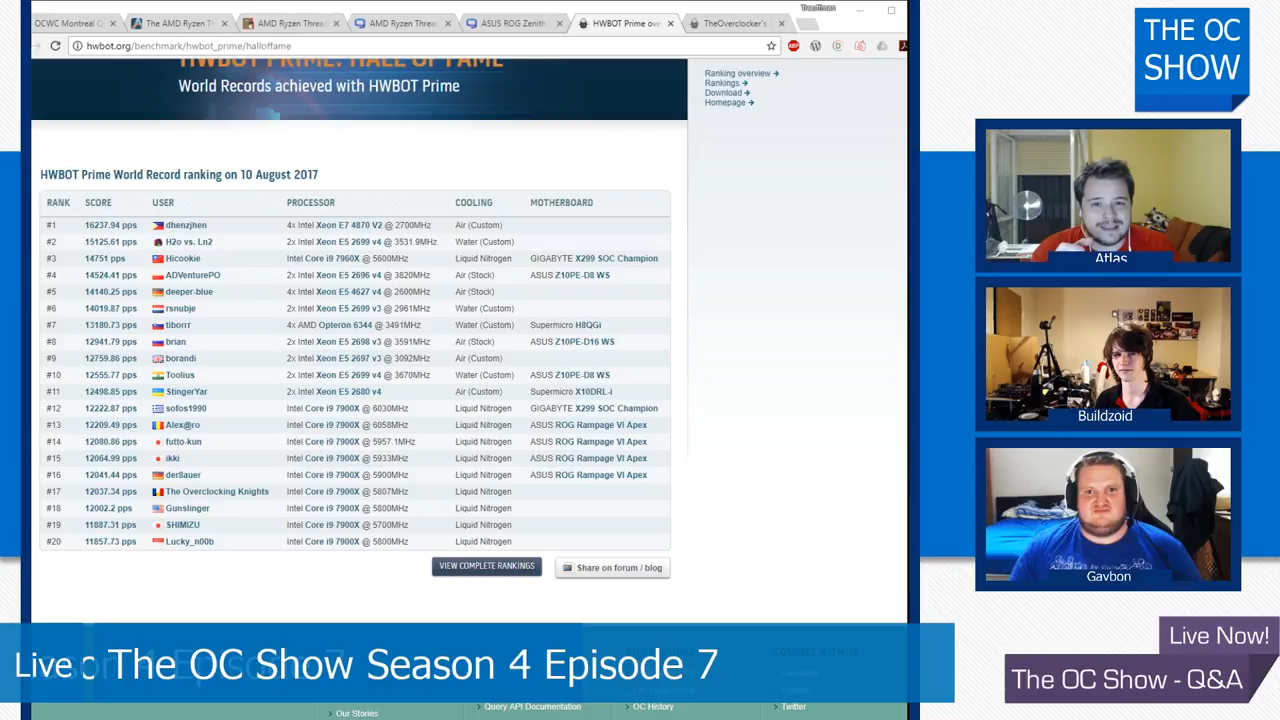 Treuffman
OCWC Montreal C
The AMD Ryzen T
AMD Ryzen Threa
AMD Ryzen Threa
ASUS ROG Zenith
HWBOT Prime ove
TheOverclocker's
hwbot.org/benchmark/hwbot_prime/halloffame
HWBOT PRIME: HALL OF FAME
World Records achieved with HWBOT Prime
Ranking overview
Rankings
Download
Homepage
HWBOT Prime World Record ranking on 10 August 2017
RANK SCORE USER PROCESSOR COOLING MOTHERBOARD
#1 16237.94 pps dhenzjhen 4x Intel Xeon E7 4870 V2 @ 2700MHz Air (Custom)
#2 15125.61 pps H2o vs. Ln2 2x Intel Xeon E5 2699 v4 @ 3531.9MHz Water (Custom)
#3 14751 pps Hicookie Intel Core i9 7960X @ 5600MHz Liquid Nitrogen GIGABYTE X299 SOC Champion
#4 14524.41 pps ADVenturePO 2x Intel Xeon E5 2696 v4 @ 3820MHz Air (Stock) ASUS Z10PE-D8 WS
#5 14140.25 pps deeper-blue 4x Intel Xeon E5 4627 v4 @ 2600MHz Air (Stock)
#6 14019.87 pps rsnubje 2x Intel Xeon E5 2699 v3 @ 2961MHz Water (Custom)
#7 13180.73 pps tiborrr 4x AMD Opteron 6344 @ 3491MHz Water (Custom) Supermicro H8QGi
#8 12941.79 pps brian 2x Intel Xeon E5 2698 v3 @ 3591MHz Air (Stock) ASUS Z10PE-D16 WS
#9 12759.86 pps borandi 2x Intel Xeon E5 2697 v3 @ 3092MHz Air (Custom)
#10 12555.77 pps Toolius 2x Intel Xeon E5 2699 v4 @ 3670MHz Water (Custom) ASUS Z10PE-D8 WS
#11 12498.85 pps StingerYar 2x Intel Xeon E5 2680 v4 Air (Custom) Supermicro X10DRL-i
#12 12222.87 pps sofos1990 Intel Core i9 7900X @ 6030MHz Liquid Nitrogen GIGABYTE X299 SOC Champion
#13 12209.49 pps Alex@ro Intel Core i9 7900X @ 6058MHz Liquid Nitrogen ASUS ROG Rampage VI Apex
#14 12080.86 pps futto-kun Intel Core i9 7900X @ 5957.1MHz Liquid Nitrogen ASUS ROG Rampage VI Apex
#15 12064.99 pps ikki Intel Core i9 7900X @ 5933MHz Liquid Nitrogen ASUS ROG Rampage VI Apex
#16 12041.44 pps der8auer Intel Core i9 7900X @ 5900MHz Liquid Nitrogen ASUS ROG Rampage VI Apex
#17 12037.34 pps The Overclocking Knights Intel Core i9 7900X @ 5807MHz Liquid Nitrogen
#18 12002.2 pps Gunslinger Intel Core i9 7900X @ 5800MHz Liquid Nitrogen
#19 11887.31 pps SHIMIZU Intel Core i9 7900X @ 5700MHz Liquid Nitrogen
#20 11857.73 pps Lucky_n00b Intel Core i9 7900X @ 5800MHz Liquid Nitrogen
VIEW COMPLETE RANKINGS
Share on forum / blog
THE OC
SHOW
Atlas
Buildzoid
Gavbon
Live : The OC Show Season 4 Episode 7
CONNECT WITH US
Our Stories
Query API Documentation
OC History
Twitter
Live Now!
The OC Show - Q&A